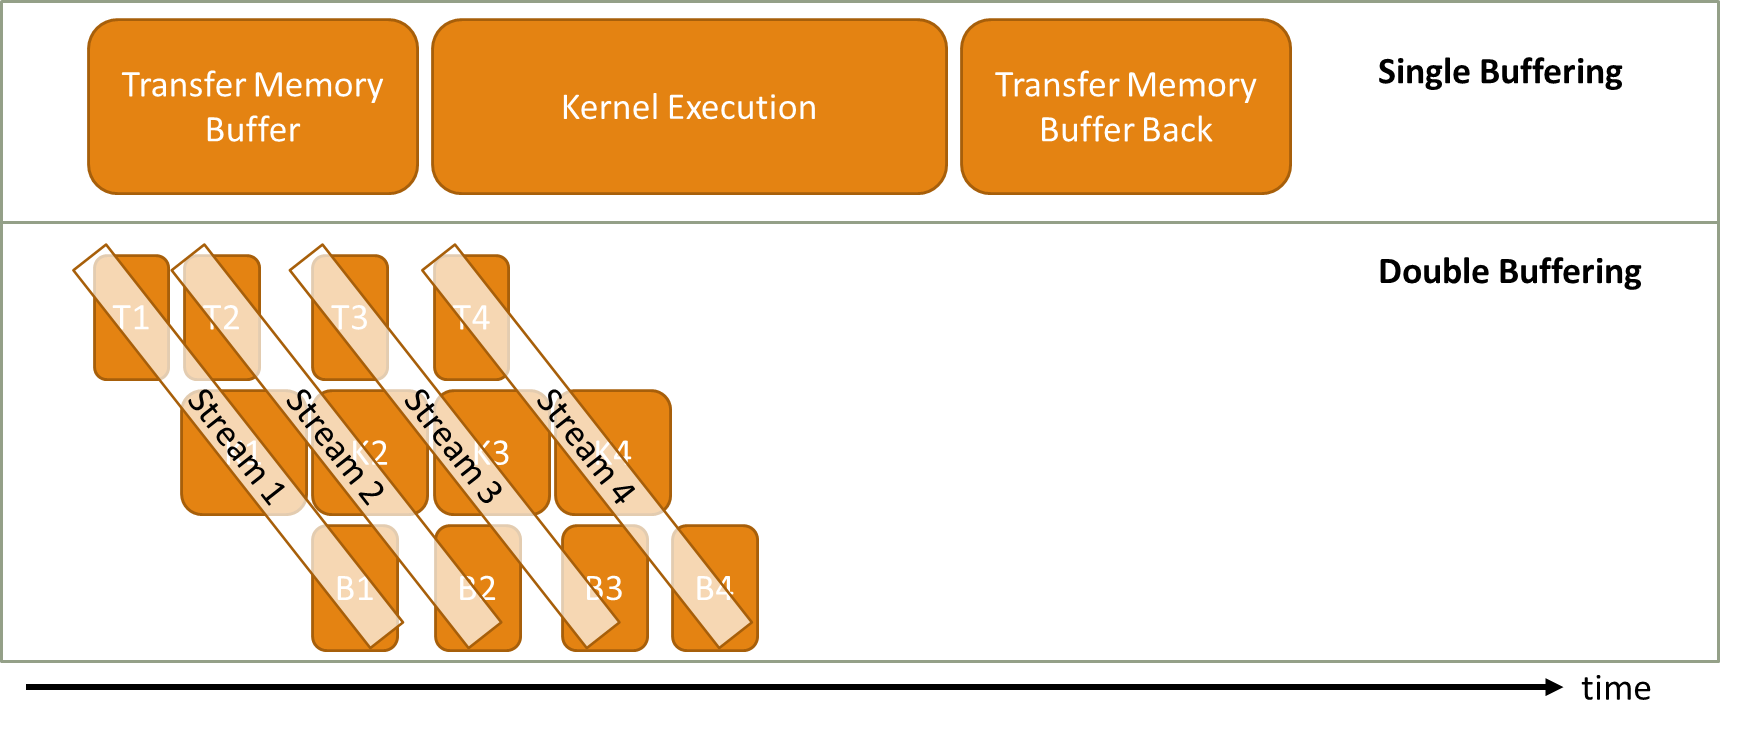 Transfer Memory
Buffer
Kernel Execution
Transfer Memory
Buffer Back
Single Buffering
Double Buffering
T1
T2
T3
T4
Stream 1
Stream 2
Stream 3
Stream 4
K2
K3
K4
B1
B2
B3
B4
time